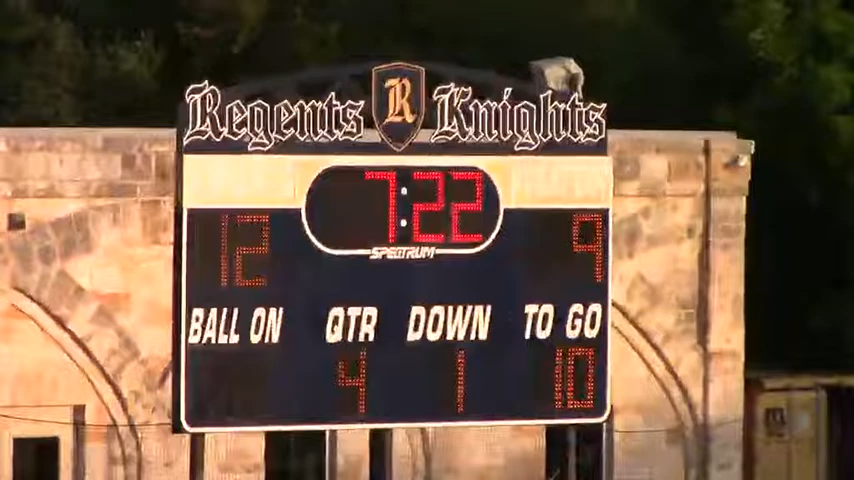 Regents R Knights
7:22
SPECTRUM
12 9
BALL ON QTR DOWN TO GO
4 1 10